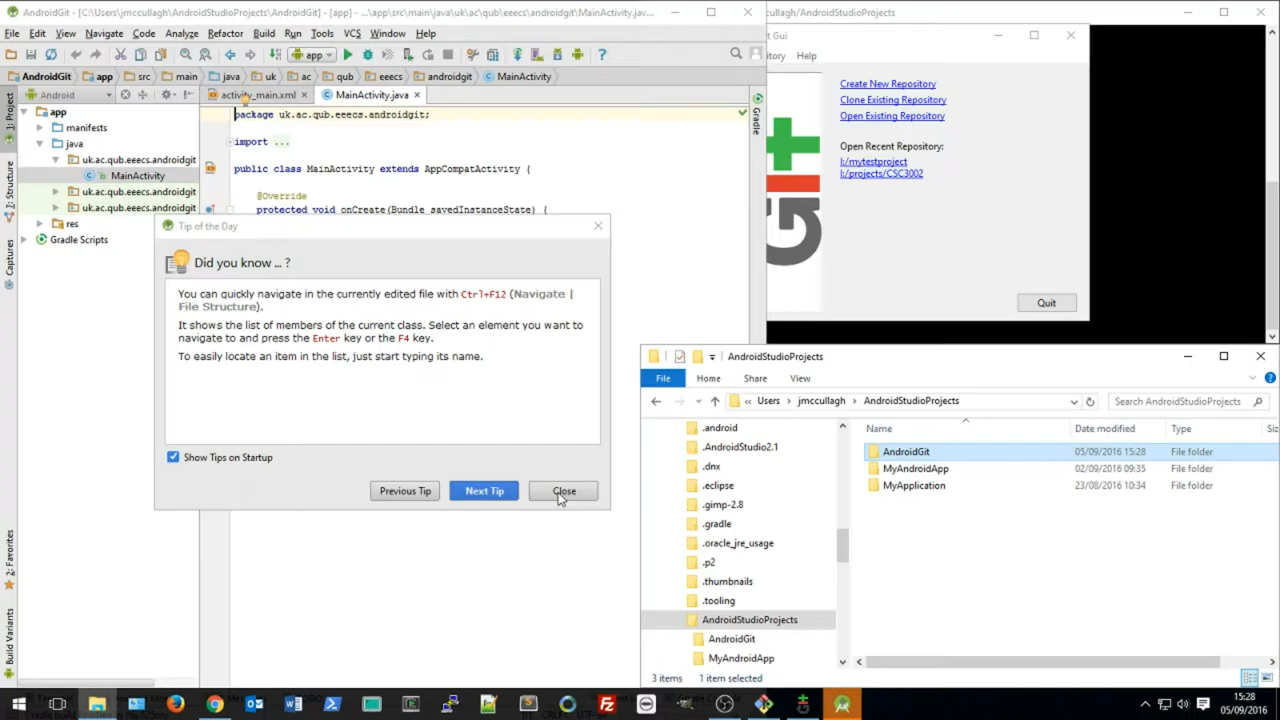 AndroidGit - [C:\Users\jmccullagh\AndroidStudioProjects\AndroidGit] - [app] - ...\app\src\main\java\uk\ac\qub\eeecs\androidgit\MainActivity.java...
File Edit View Navigate Code Analyze Refactor Build Run Tools VCS Window Help
app
AndroidGit app src main java uk ac qub eeecs androidgit MainActivity
1: Project
Android
activity_main.xml
MainActivity.java
Gradle
app
manifests
java
uk.ac.qub.eeecs.androidgit
MainActivity
uk.ac.qub.eeecs.androidgit
uk.ac.qub.eeecs.androidgit
res
Gradle Scripts
Structure
Captures
2: Favorites
Build Variants
package uk.ac.qub.eeecs.androidgit;
import ...
public class MainActivity extends AppCompatActivity {
@Override
protected void onCreate(Bundle savedInstanceState) {
Tip of the Day
Did you know ... ?
You can quickly navigate in the currently edited file with Ctrl+F12 (Navigate |
File Structure).
It shows the list of members of the current class. Select an element you want to
navigate to and press the Enter key or the F4 key.
To easily locate an item in the list, just start typing its name.
Show Tips on Startup
Previous Tip Next Tip Close
ccullagh/AndroidStudioProjects
t Gui
itory Help
Create New Repository
Clone Existing Repository
Open Existing Repository
Open Recent Repository:
I:/mytestproject
I:/projects/CSC3002
Quit
AndroidStudioProjects
File Home Share View
« Users jmccullagh AndroidStudioProjects
Search AndroidStudioProjects
.android
.AndroidStudio2.1
.dnx
.eclipse
.gimp-2.8
.gradle
.oracle_jre_usage
.p2
.thumbnails
.tooling
AndroidStudioProjects
AndroidGit
MyAndroidApp
Name Date modified Type Siz
AndroidGit 05/09/2016 15:28 File folder
MyAndroidApp 02/09/2016 09:35 File folder
MyApplication 23/08/2016 10:34 File folder
3 items 1 item selected
15:28
05/09/2016